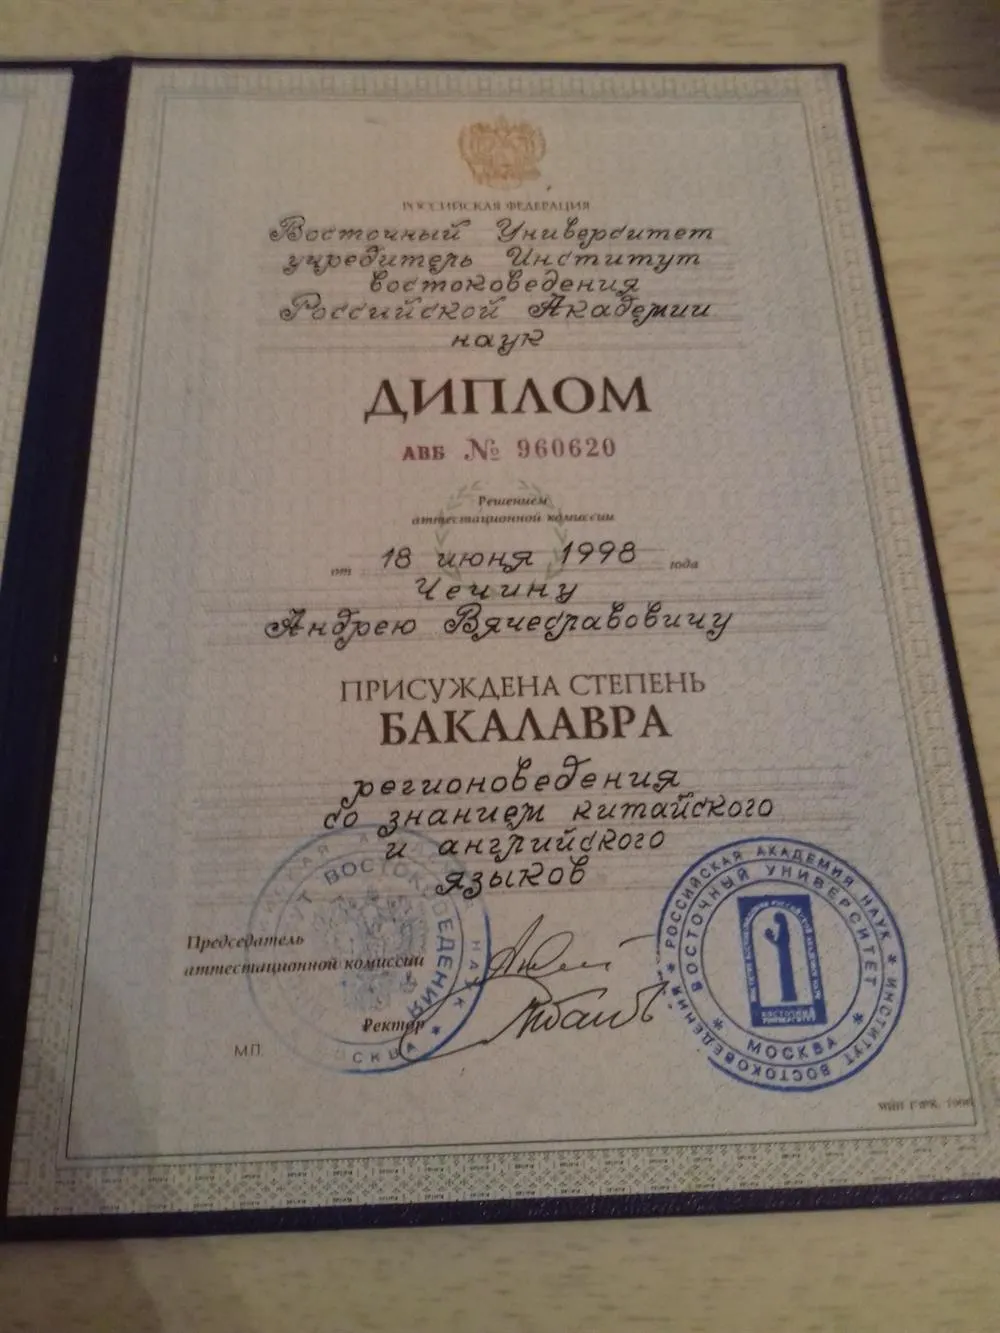 РОССИЙСКАЯ ФЕДЕРАЦИЯ
Восточный Университет
учредитель Институт
востоковедения
Российской Академии
наук
ДИПЛОМ
АВБ № 960620
Решением
аттестационной комиссии
от 18 июня 1998 года
Чечину
Андрею Вячеславовичу
ПРИСУЖДЕНА СТЕПЕНЬ
БАКАЛАВРА
регионоведения
со знанием китайского
и английского
языков
Председатель
аттестационной комиссии
Ректор
М.П.
ВОСТОКОВЕДЕНИЯ
НАУК
РОССИЙСКАЯ АКАДЕМИЯ НАУК * ИНСТИТУТ ВОСТОКОВЕДЕНИЯ *
ВОСТОЧНЫЙ УНИВЕРСИТЕТ
* МОСКВА *